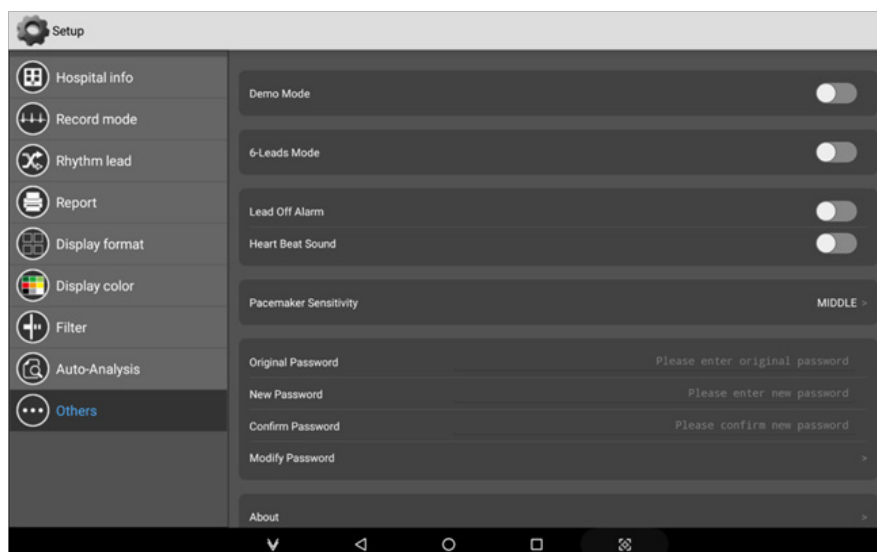 Setup
Hospital info
Record mode
Rhythm lead
Report
Display format
Display color
Filter
Auto-Analysis
Others
Demo Mode
6-Leads Mode
Lead Off Alarm
Heart Beat Sound
Pacemaker Sensitivity MIDDLE >
Original Password Please enter original password
New Password Please enter new password
Confirm Password Please confirm new password
Modify Password >
About >